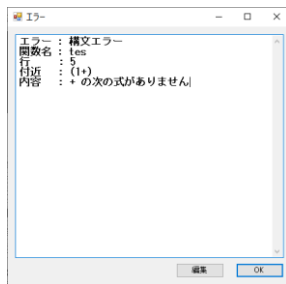 エラー
エラー : 構文エラー
関数名 : tes
行 : 5
付近 : (1+)
内容 : + の次の式がありません
編集
OK